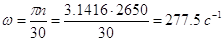 ω = πn/30 = 3.1416·2650/30 = 277.5 c⁻¹